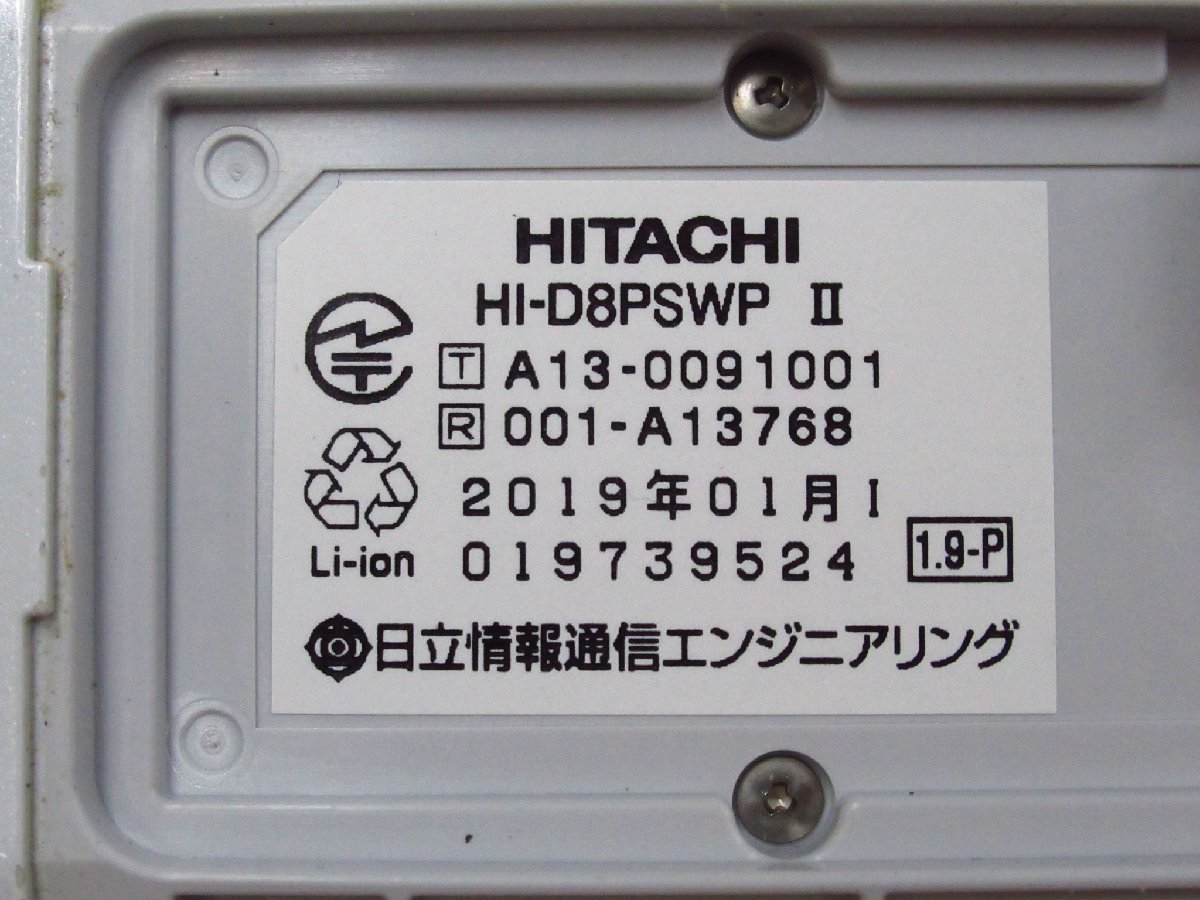 HITACHI
HI-D8PSWP II
T A13-0091001
R 001-A13768
2019年01月 I
Li-ion 019739524 1.9-P
日立情報通信エンジニアリング